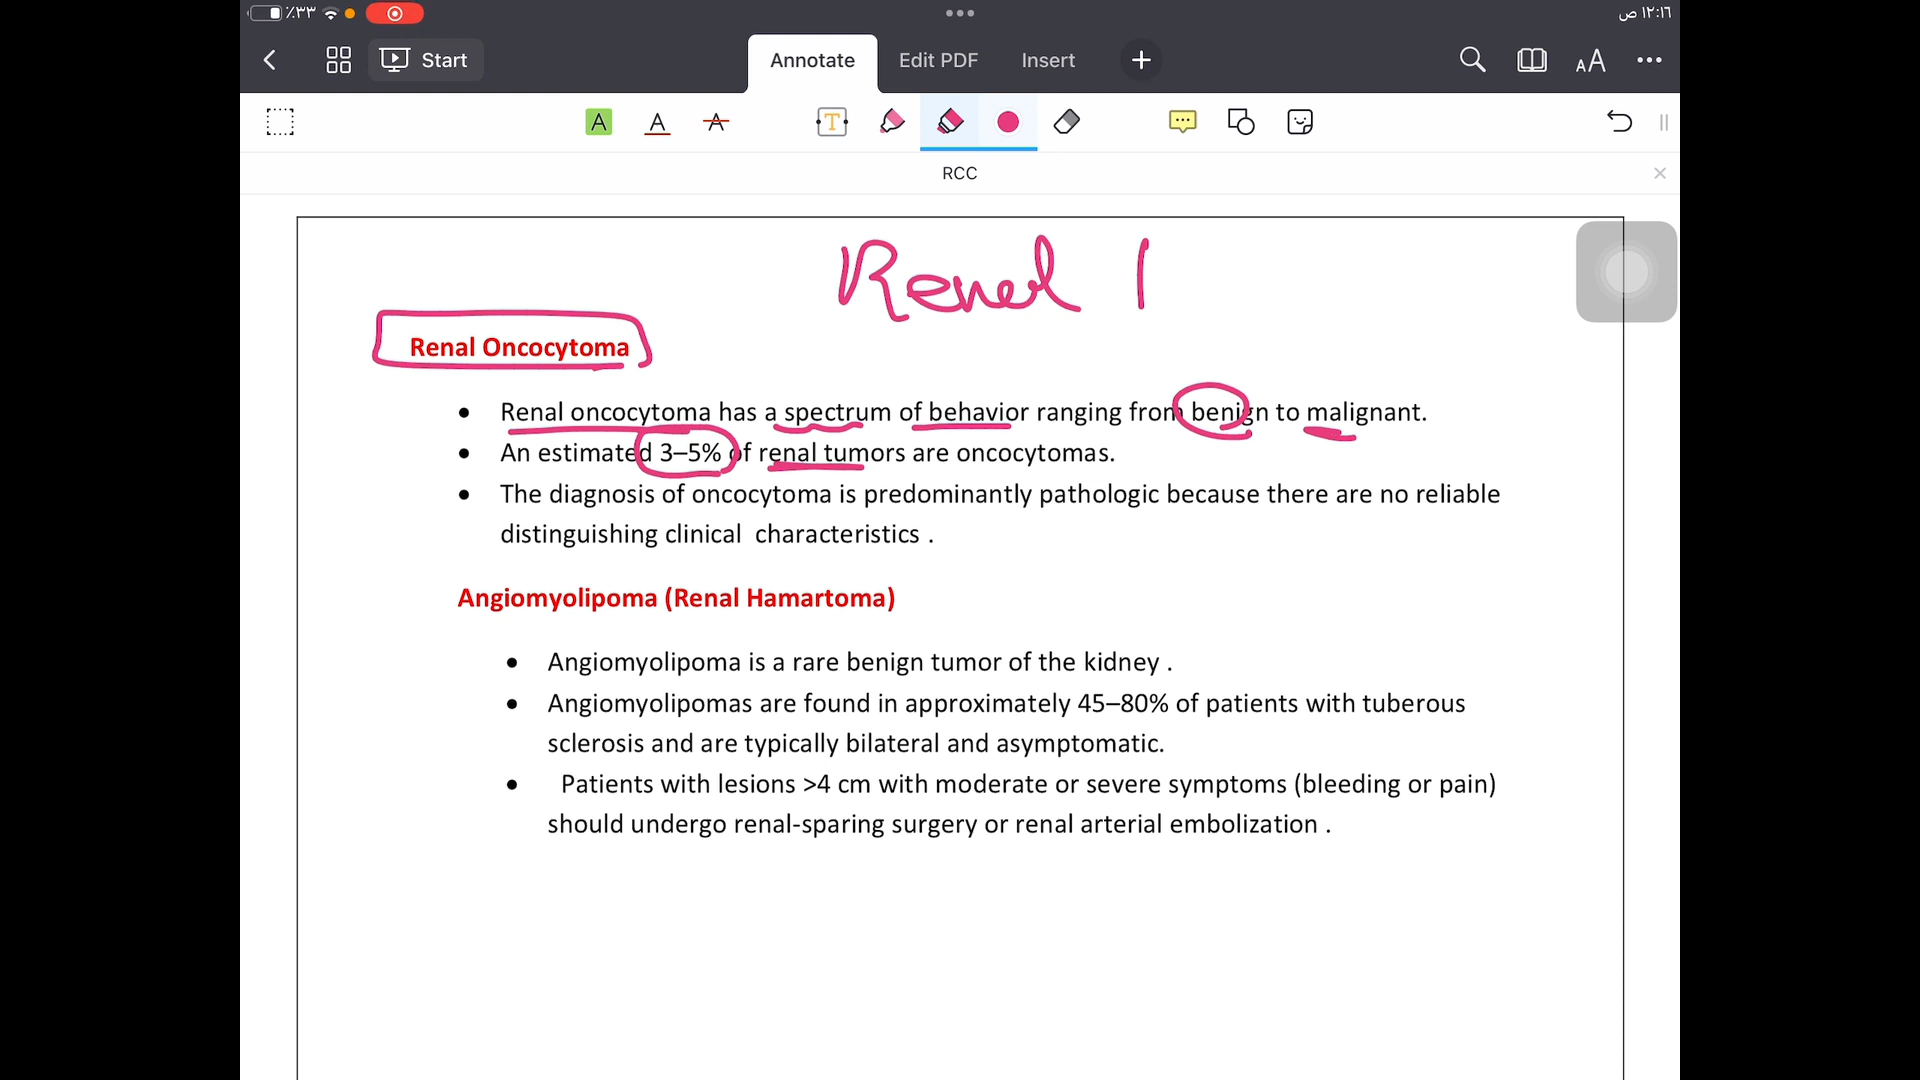 ٪٣٣
١٢:١٦ ص
Start
Annotate
Edit PDF
Insert
AA
A A A T
RCC
Renal 1
Renal Oncocytoma
• Renal oncocytoma has a spectrum of behavior ranging from benign to malignant.
• An estimated 3–5% of renal tumors are oncocytomas.
• The diagnosis of oncocytoma is predominantly pathologic because there are no reliable
distinguishing clinical characteristics .
Angiomyolipoma (Renal Hamartoma)
• Angiomyolipoma is a rare benign tumor of the kidney .
• Angiomyolipomas are found in approximately 45–80% of patients with tuberous
sclerosis and are typically bilateral and asymptomatic.
• Patients with lesions >4 cm with moderate or severe symptoms (bleeding or pain)
should undergo renal-sparing surgery or renal arterial embolization .